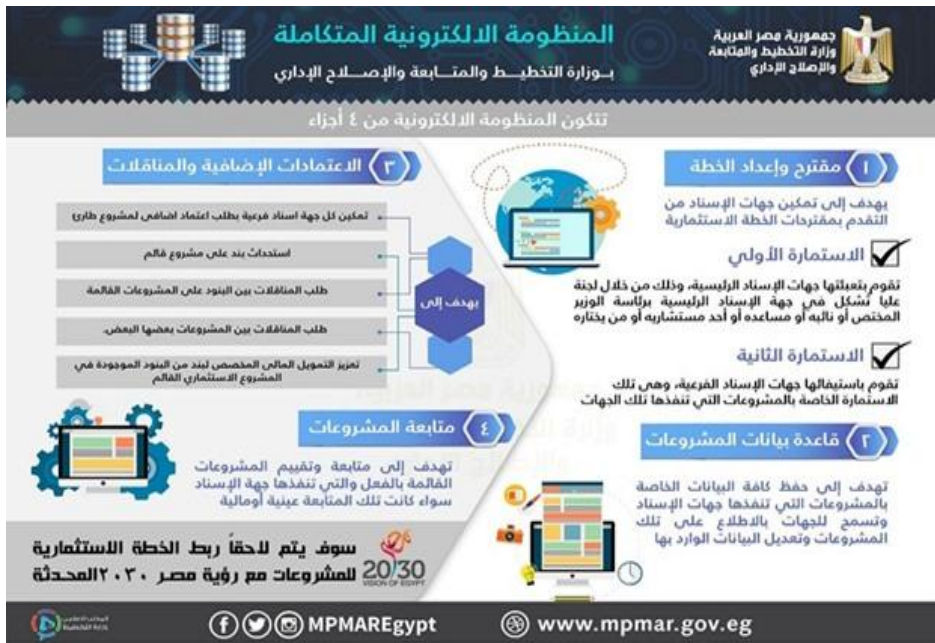 جمهورية مصر العربية
وزارة التخطيط والمتابعة
والإصلاح الإداري
المنظومة الالكترونية المتكاملة
بوزارة التخطيط والمتابعة والإصلاح الإداري
تتكون المنظومة الالكترونية من ٤ أجزاء
١ مقترح وإعداد الخطة
يهدف إلى تمكين جهات الإسناد من
التقدم بمقترحات الخطة الاستثمارية
الاستمارة الأولي
تقوم بتعبئتها جهات الإسناد الرئيسية، وذلك من خلال لجنة
عليا تُشكل في جهة الإسناد الرئيسية برئاسة الوزير
المختص أو نائبه أو مساعده أو أحد مستشاريه أو من يختاره
الاستمارة الثانية
تقوم باستيفائها جهات الإسناد الفرعية، وهى تلك
الاستمارة الخاصة بالمشروعات التي تنفذها تلك الجهات
٢ قاعدة بيانات المشروعات
تهدف إلى حفظ كافة البيانات الخاصة
بالمشروعات التي تنفذها جهات الإسناد
وتسمح للجهات بالاطلاع على تلك
المشروعات وتعديل البيانات الوارد بها
٣ الاعتمادات الإضافية والمناقلات
يهدف إلى
تمكين كل جهة اسناد فرعية بطلب اعتماد اضافى لمشروع طارئ
استحداث بند على مشروع قائم
طلب المناقلات بين البنود على المشروعات القائمة
طلب المناقلات بين المشروعات بعضها البعض.
تعزيز التمويل المالى المخصص لبند من البنود الموجودة في
المشروع الاستثماري القائم
٤ متابعة المشروعات
تهدف إلى متابعة وتقييم المشروعات
القائمة بالفعل والتي تنفذها جهة الإسناد
سواء كانت تلك المتابعة عينية أومالية
سوف يتم لاحقاً ربط الخطة الاستثمارية
للمشروعات مع رؤية مصر ٢٠٣٠ المحدثة
2030
VISION OF EGYPT
MPMAREgypt
www.mpmar.gov.eg